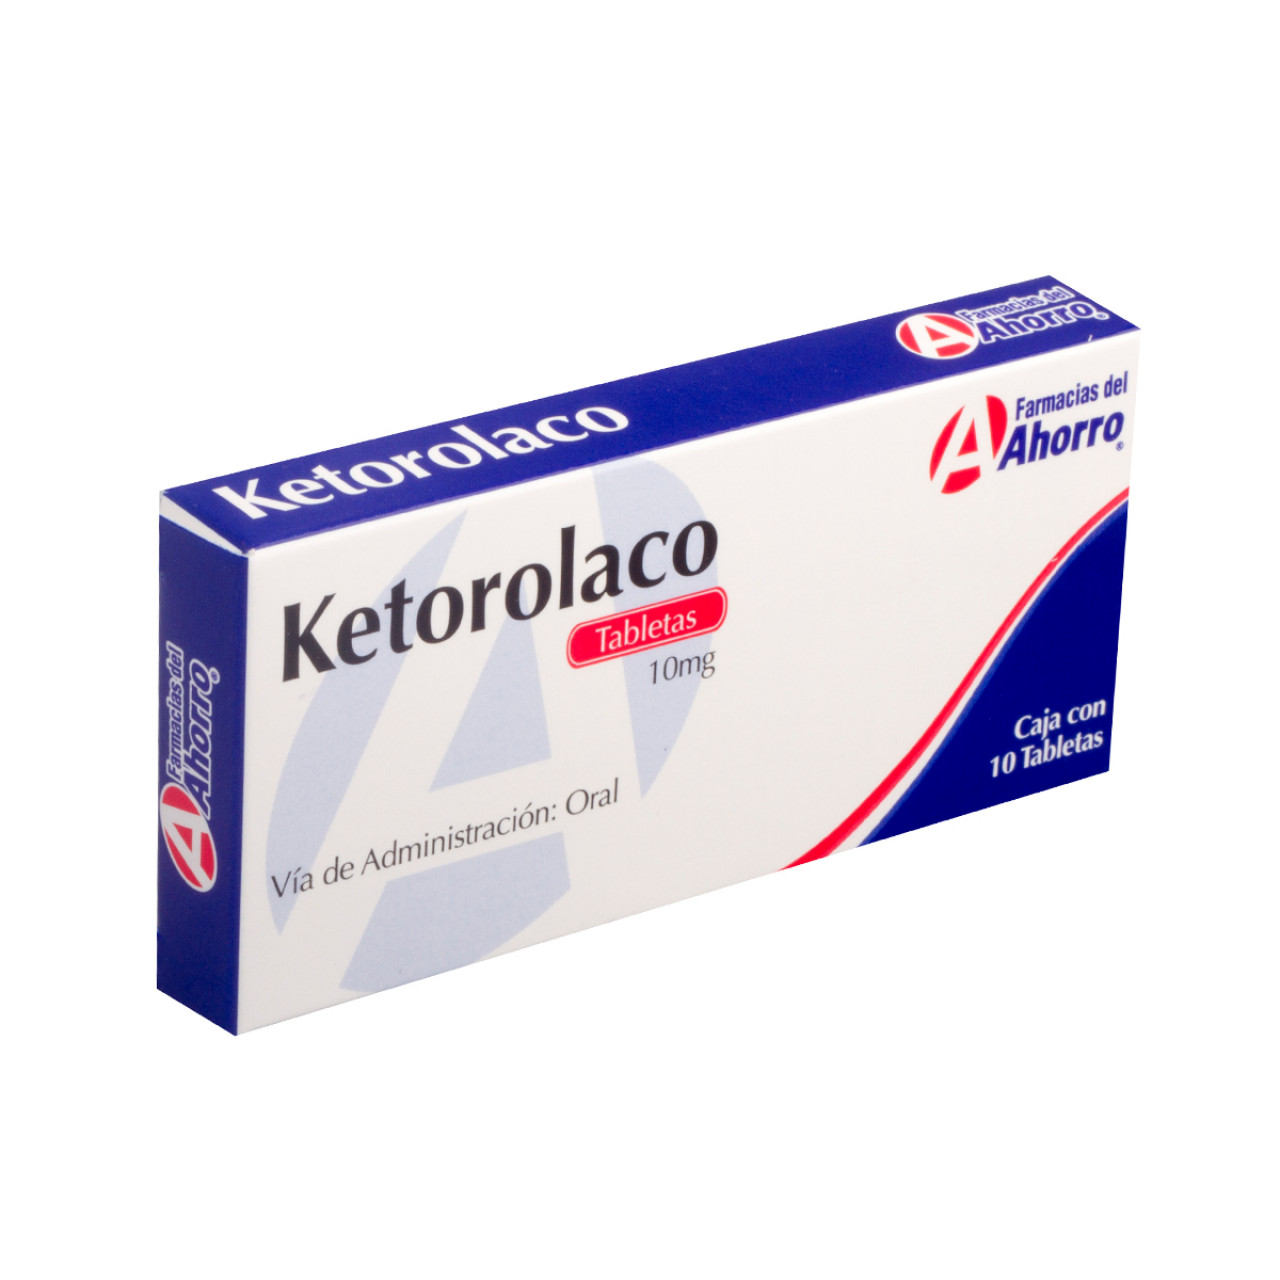 Ketorolaco
Farmacias del
Ahorro®
Farmacias del
Ahorro®
Ketorolaco
Tabletas
10mg
Vía de Administración: Oral
Caja con
10 Tabletas
Farmacias del
Ahorro®